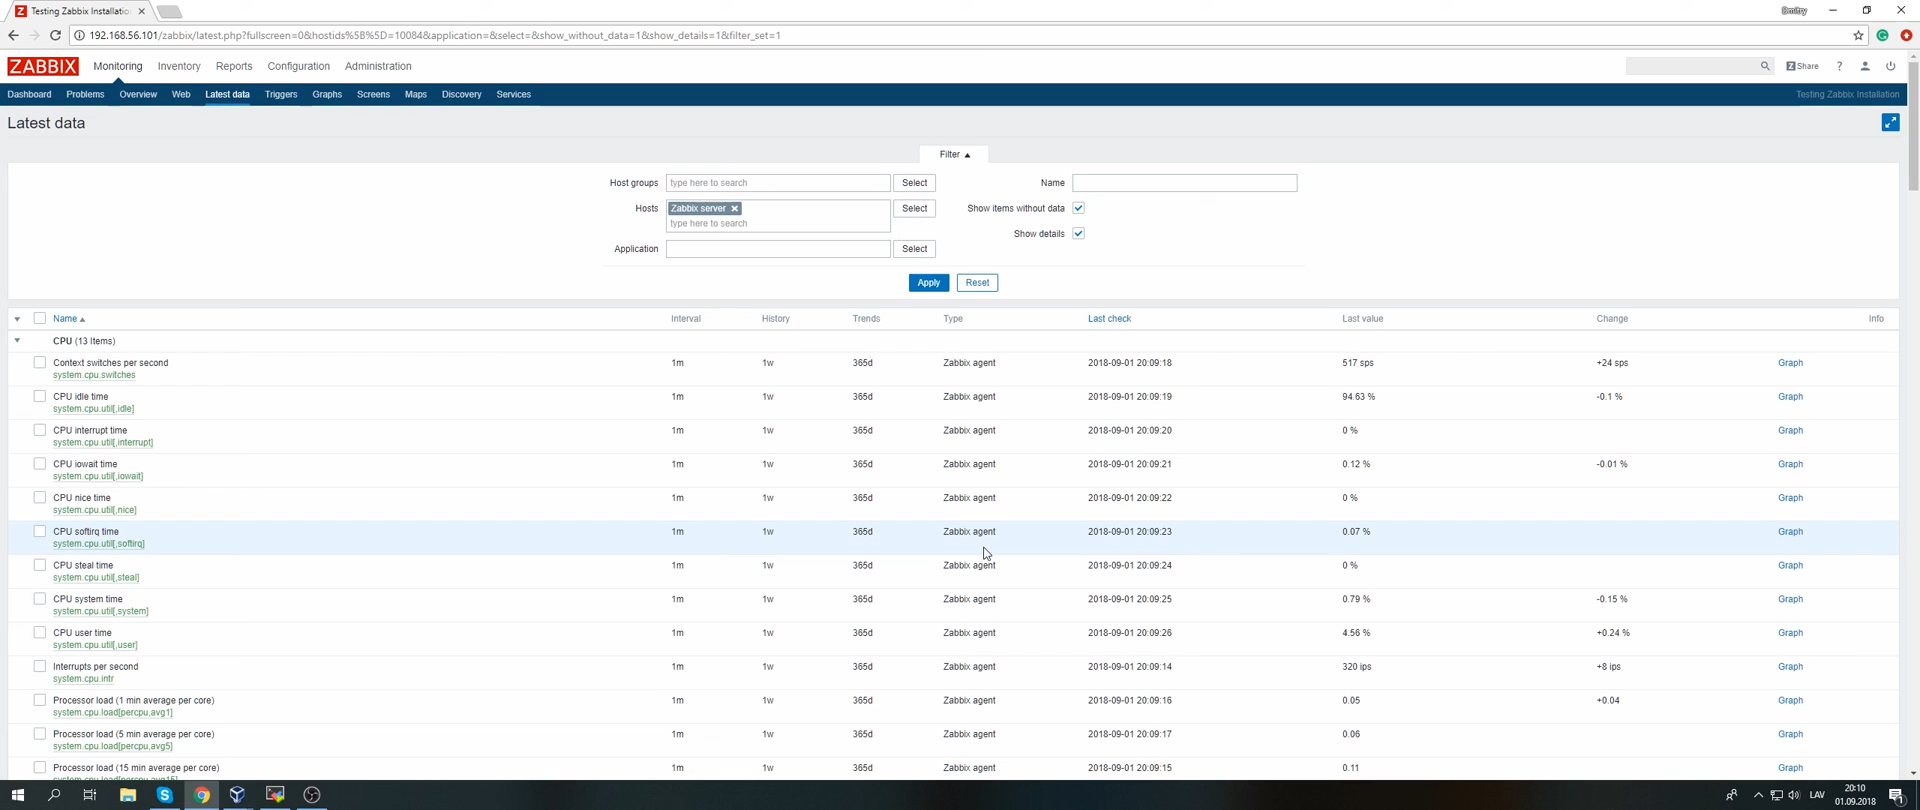 Testing Zabbix Installatio
Dmitry
192.168.56.101/zabbix/latest.php?fullscreen=0&hostids%5B%5D=10084&application=&select=&show_without_data=1&show_details=1&filter_set=1
ZABBIX Monitoring Inventory Reports Configuration Administration Z Share ?
Dashboard Problems Overview Web Latest data Triggers Graphs Screens Maps Discovery Services Testing Zabbix Installation
Latest data
Filter
Host groups type here to search Select Name
Hosts Zabbix server Select Show items without data
type here to search
Show details
Application Select
Apply Reset
Name Interval History Trends Type Last check Last value Change Info
CPU (13 Items)
Context switches per second 1m 1w 365d Zabbix agent 2018-09-01 20:09:18 517 sps +24 sps Graph
system.cpu.switches
CPU idle time 1m 1w 365d Zabbix agent 2018-09-01 20:09:19 94.63 % -0.1 % Graph
system.cpu.util[,idle]
CPU interrupt time 1m 1w 365d Zabbix agent 2018-09-01 20:09:20 0 % Graph
system.cpu.util[,interrupt]
CPU iowait time 1m 1w 365d Zabbix agent 2018-09-01 20:09:21 0.12 % -0.01 % Graph
system.cpu.util[,iowait]
CPU nice time 1m 1w 365d Zabbix agent 2018-09-01 20:09:22 0 % Graph
system.cpu.util[,nice]
CPU softirq time 1m 1w 365d Zabbix agent 2018-09-01 20:09:23 0.07 % Graph
system.cpu.util[,softirq]
CPU steal time 1m 1w 365d Zabbix agent 2018-09-01 20:09:24 0 % Graph
system.cpu.util[,steal]
CPU system time 1m 1w 365d Zabbix agent 2018-09-01 20:09:25 0.79 % -0.15 % Graph
system.cpu.util[,system]
CPU user time 1m 1w 365d Zabbix agent 2018-09-01 20:09:26 4.56 % +0.24 % Graph
system.cpu.util[,user]
Interrupts per second 1m 1w 365d Zabbix agent 2018-09-01 20:09:14 320 ips +8 ips Graph
system.cpu.intr
Processor load (1 min average per core) 1m 1w 365d Zabbix agent 2018-09-01 20:09:16 0.05 +0.04 Graph
system.cpu.load[percpu,avg1]
Processor load (5 min average per core) 1m 1w 365d Zabbix agent 2018-09-01 20:09:17 0.06 Graph
system.cpu.load[percpu,avg5]
Processor load (15 min average per core) 1m 1w 365d Zabbix agent 2018-09-01 20:09:15 0.11 Graph
system.cpu.load[percpu,avg15]
LAV 20:10
01.09.2018